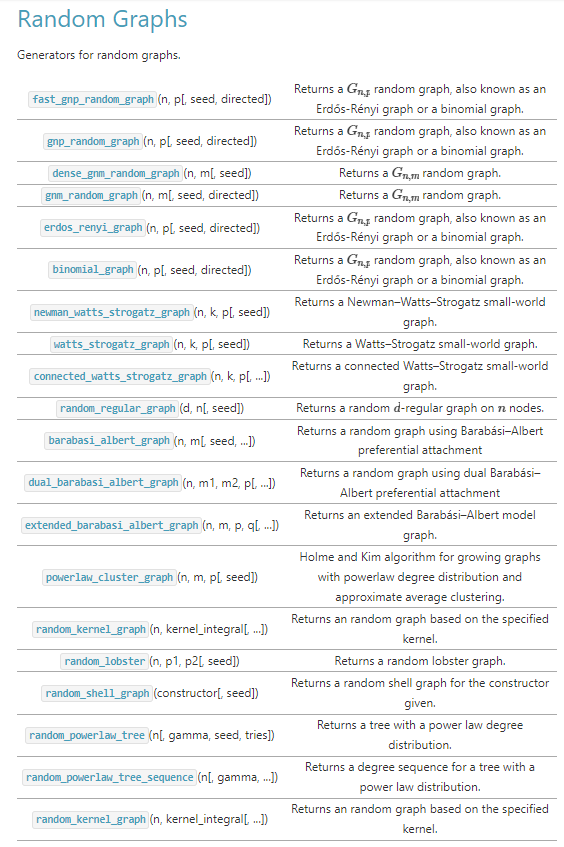 Random Graphs
Generators for random graphs.
fast_gnp_random_graph(n, p[, seed, directed])
Returns a Gn,p random graph, also known as an
Erdős-Rényi graph or a binomial graph.
gnp_random_graph(n, p[, seed, directed])
Returns a Gn,p random graph, also known as an
Erdős-Rényi graph or a binomial graph.
dense_gnm_random_graph(n, m[, seed])
Returns a Gn,m random graph.
gnm_random_graph(n, m[, seed, directed])
Returns a Gn,m random graph.
erdos_renyi_graph(n, p[, seed, directed])
Returns a Gn,p random graph, also known as an
Erdős-Rényi graph or a binomial graph.
binomial_graph(n, p[, seed, directed])
Returns a Gn,p random graph, also known as an
Erdős-Rényi graph or a binomial graph.
newman_watts_strogatz_graph(n, k, p[, seed])
Returns a Newman–Watts–Strogatz small-world
graph.
watts_strogatz_graph(n, k, p[, seed])
Returns a Watts–Strogatz small-world graph.
connected_watts_strogatz_graph(n, k, p[, ...])
Returns a connected Watts–Strogatz small-world
graph.
random_regular_graph(d, n[, seed])
Returns a random d-regular graph on n nodes.
barabasi_albert_graph(n, m[, seed, ...])
Returns a random graph using Barabási–Albert
preferential attachment
dual_barabasi_albert_graph(n, m1, m2, p[, ...])
Returns a random graph using dual Barabási–
Albert preferential attachment
extended_barabasi_albert_graph(n, m, p, q[, ...])
Returns an extended Barabási–Albert model
graph.
powerlaw_cluster_graph(n, m, p[, seed])
Holme and Kim algorithm for growing graphs
with powerlaw degree distribution and
approximate average clustering.
random_kernel_graph(n, kernel_integral[, ...])
Returns an random graph based on the specified
kernel.
random_lobster(n, p1, p2[, seed])
Returns a random lobster graph.
random_shell_graph(constructor[, seed])
Returns a random shell graph for the constructor
given.
random_powerlaw_tree(n[, gamma, seed, tries])
Returns a tree with a power law degree
distribution.
random_powerlaw_tree_sequence(n[, gamma, ...])
Returns a degree sequence for a tree with a
power law distribution.
random_kernel_graph(n, kernel_integral[, ...])
Returns an random graph based on the specified
kernel.